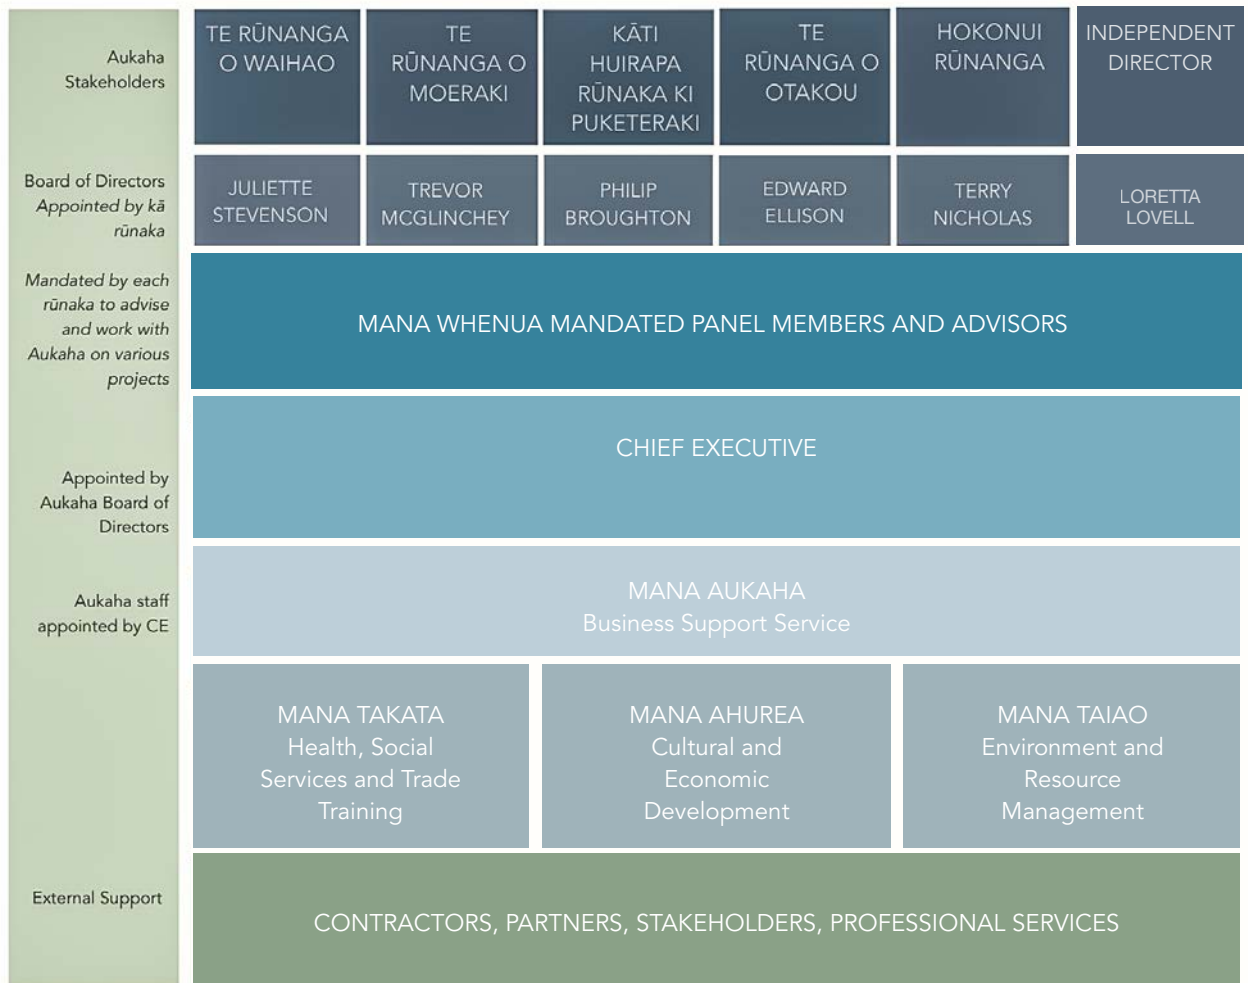 Aukaha
Stakeholders
TE RŪNANGA
O WAIHAO
TE
RŪNANGA O
MOERAKI
KĀTI
HUIRAPA
RŪNAKA KI
PUKETERAKI
TE
RŪNANGA O
OTAKOU
HOKONUI
RŪNANGA
INDEPENDENT
DIRECTOR
Board of Directors
Appointed by kā
rūnaka
JULIETTE
STEVENSON
TREVOR
MCGLINCHEY
PHILIP
BROUGHTON
EDWARD
ELLISON
TERRY
NICHOLAS
LORETTA
LOVELL
Mandated by each
rūnaka to advise
and work with
Aukaha on various
projects
MANA WHENUA MANDATED PANEL MEMBERS AND ADVISORS
Appointed by
Aukaha Board of
Directors
CHIEF EXECUTIVE
Aukaha staff
appointed by CE
MANA AUKAHA
Business Support Service
MANA TAKATA
Health, Social
Services and Trade
Training
MANA AHUREA
Cultural and
Economic
Development
MANA TAIAO
Environment and
Resource
Management
External Support
CONTRACTORS, PARTNERS, STAKEHOLDERS, PROFESSIONAL SERVICES